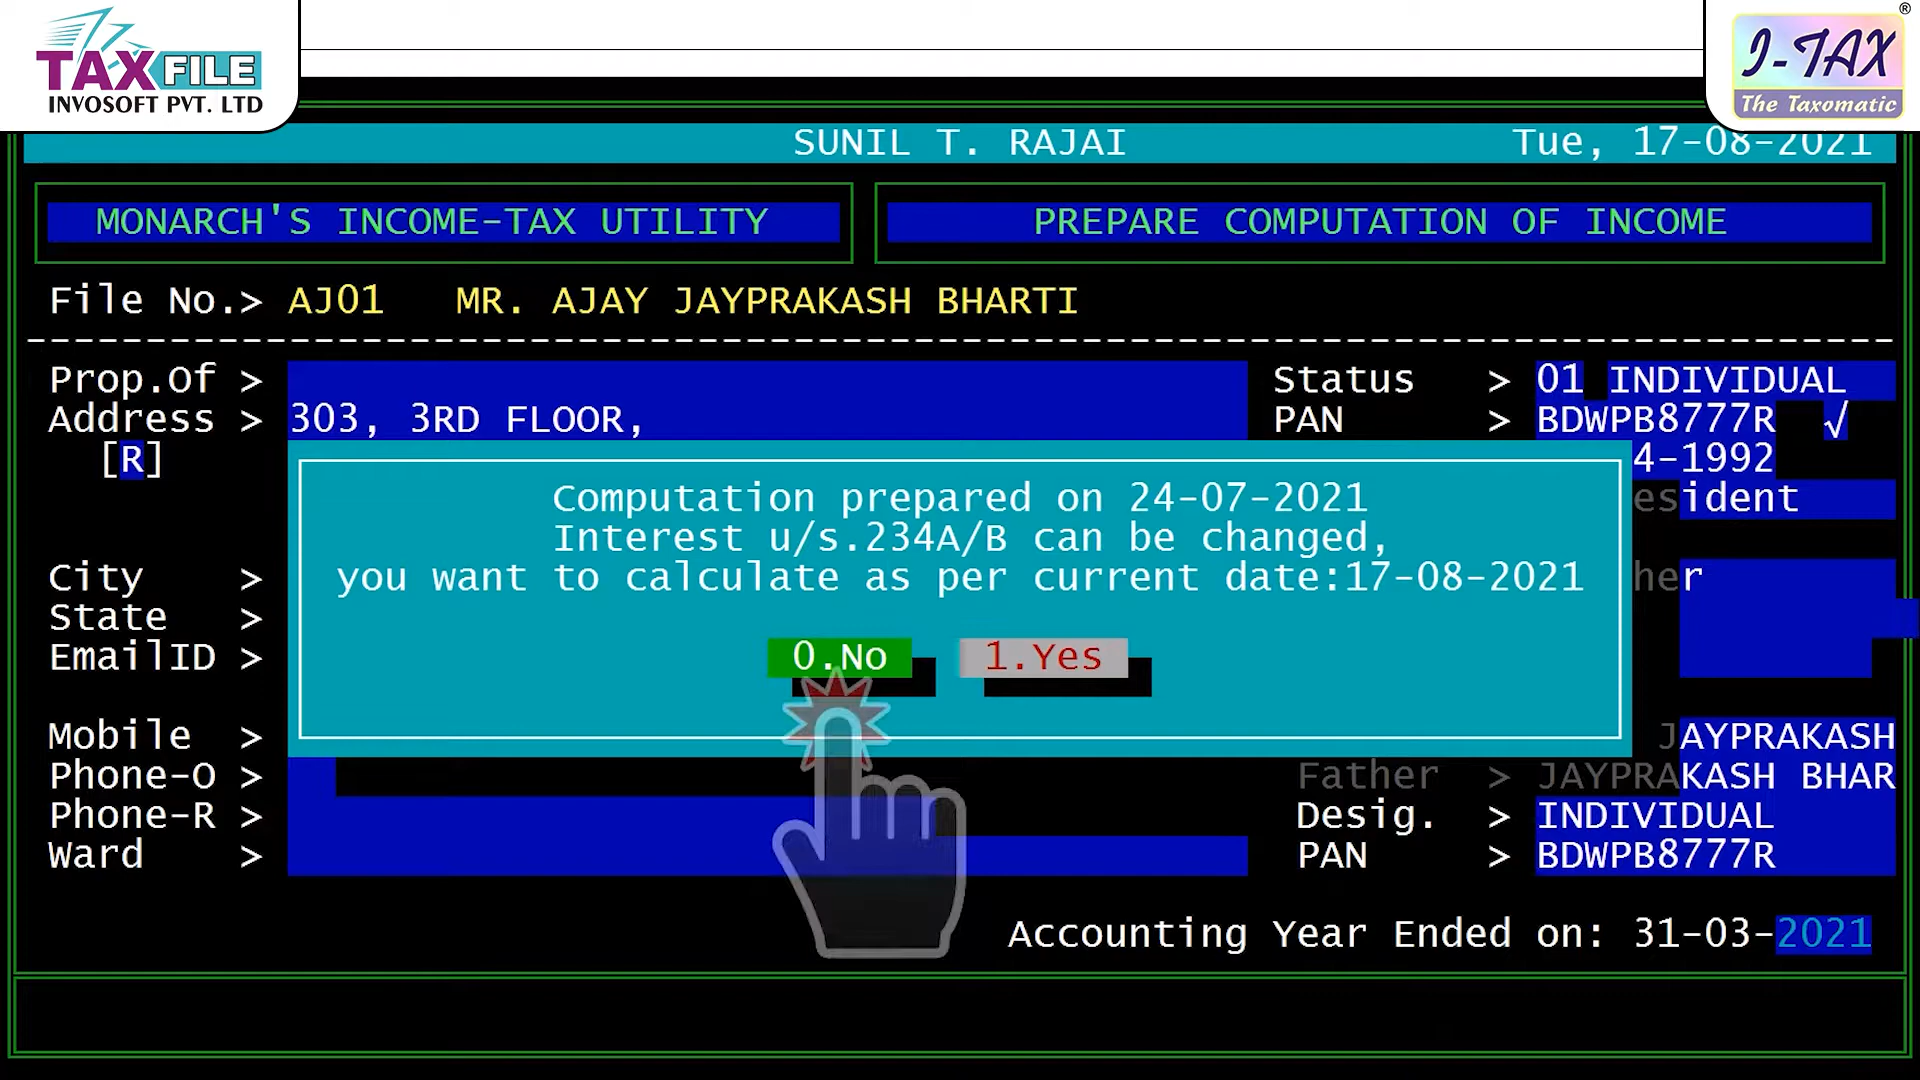 TAXFILE
INVOSOFT PVT. LTD
I-TAX ®
The Taxomatic
SUNIL T. RAJAI Tue, 17-08-2021
MONARCH'S INCOME-TAX UTILITY PREPARE COMPUTATION OF INCOME
File No.> AJ01 MR. AJAY JAYPRAKASH BHARTI
Prop.Of > Status > 01 INDIVIDUAL
Address > 303, 3RD FLOOR, PAN > BDWPB8777R √
[R] 4-1992
Computation prepared on 24-07-2021 esident
Interest u/s.234A/B can be changed,
City > you want to calculate as per current date:17-08-2021 her
State >
EmailID > 0.No 1.Yes
Mobile > JAYPRAKASH
Phone-O > Father > JAYPRAKASH BHAR
Phone-R > Desig. > INDIVIDUAL
Ward > PAN > BDWPB8777R
Accounting Year Ended on: 31-03-2021